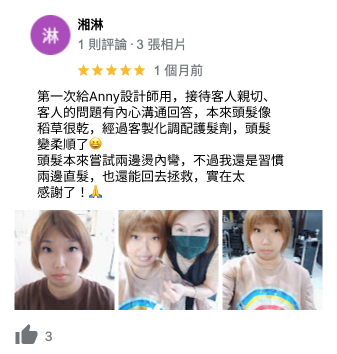 淋
湘淋
1 則評論·3 張相片
★★★★★ 1 個月前
第一次給Anny設計師用，接待客人親切、
客人的問題有內心溝通回答，本來頭髮像
稻草很乾，經過客製化調配護髮劑，頭髮
變柔順了😆
頭髮本來嘗試兩邊燙內彎，不過我還是習慣
兩邊直髮，也還能回去拯救，實在太
感謝了！🙏
3